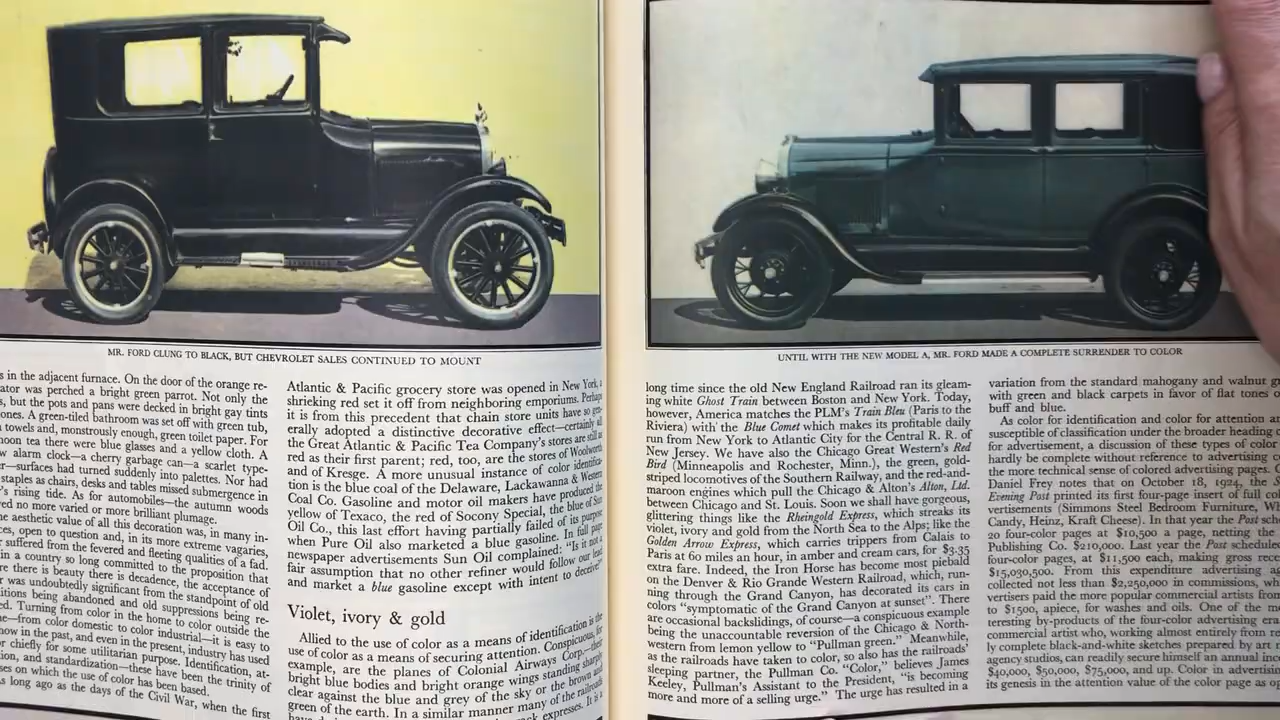 MR. FORD CLUNG TO BLACK, BUT CHEVROLET SALES CONTINUED TO MOUNT
s in the adjacent furnace. On the door of the orange re-
ator was perched a bright green parrot. Not only the
s, but the pots and pans were decked in bright gay tints
ones. A green-tiled bathroom was set off with green tub,
towels and, monstrously enough, green toilet paper. For
noon tea there were blue glasses and a yellow cloth. A
w alarm clock—a cherry garbage can—a scarlet type-
r—surfaces had turned suddenly into palettes. Nor had
staples as chairs, desks and tables missed submergence in
's rising tide. As for automobiles—the autumn woods
ed no more varied or more brilliant plumage.
e aesthetic value of all this decoration was, in many in-
ces, open to question and, in its more extreme varieties,
suffered from the fevered and fleeting qualities of a fad.
in a country so long committed to the proposition that
re there is beauty there is decadence, the acceptance of
r was undoubtedly significant from the standpoint of old
itions being abandoned and old suppressions being re-
ed. Turning from color in the home to color outside the
e—from color domestic to color industrial—it is easy to
how in the past, and even in the present, industry has used
r chiefly for some utilitarian purpose. Identification, at-
ion, and standardization—these have been the trinity of
ses on which the use of color has been based.
s long ago as the days of the Civil War, when the first
Atlantic & Pacific grocery store was opened in New York, a
shrieking red set it off from neighboring emporiums. Perhaps
it is from this precedent that chain store units have so gen-
erally adopted a distinctive decorative effect—certainly all
the Great Atlantic & Pacific Tea Company's stores are still as
red as their first parent; red, too, are the stores of Woolworth
and of Kresge. A more unusual instance of color identifica-
tion is the blue coal of the Delaware, Lackawanna & Western
Coal Co. Gasoline and motor oil makers have produced the
yellow of Texaco, the red of Socony Special, the blue of Sun
Oil Co., this last effort having partially failed of its purpose
when Pure Oil also marketed a blue gasoline. In full page
newspaper advertisements Sun Oil complained: "Is it not a
fair assumption that no other refiner would follow our lead
and market a blue gasoline except with intent to deceive?"
Violet, ivory & gold
Allied to the use of color as a means of identification is the
use of color as a means of securing attention. Conspicuous, for
example, are the planes of Colonial Airways Corp.—their
bright blue bodies and bright orange wings standing sharply
clear against the blue and grey of the sky or the brown and
green of the earth. In a similar manner many of the railroads
expresses. It is a
UNTIL WITH THE NEW MODEL A, MR. FORD MADE A COMPLETE SURRENDER TO COLOR
long time since the old New England Railroad ran its gleam-
ing white Ghost Train between Boston and New York. Today,
however, America matches the PLM's Train Bleu (Paris to the
Riviera) with the Blue Comet which makes its profitable daily
run from New York to Atlantic City for the Central R. R. of
New Jersey. We have also the Chicago Great Western's Red
Bird (Minneapolis and Rochester, Minn.), the green, gold-
striped locomotives of the Southern Railway, and the red-and-
maroon engines which pull the Chicago & Alton's Alton, Ltd.
between Chicago and St. Louis. Soon we shall have gorgeous,
glittering things like the Rheingold Express, which streaks its
violet, ivory and gold from the North Sea to the Alps; like the
Golden Arrow Express, which carries trippers from Calais to
Paris at 60 miles an hour, in amber and cream cars, for $3.35
extra fare. Indeed, the Iron Horse has become most piebald
on the Denver & Rio Grande Western Railroad, which, run-
ning through the Grand Canyon, has decorated its cars in
colors "symptomatic of the Grand Canyon at sunset". There
are occasional backslidings, of course—a conspicuous example
being the unaccountable reversion of the Chicago & North-
western from lemon yellow to "Pullman green." Meanwhile,
as the railroads have taken to color, so also has the railroads'
sleeping partner, the Pullman Co. "Color," believes James
Keeley, Pullman's Assistant to the President, "is becoming
more and more of a selling urge." The urge has resulted in a
variation from the standard mahogany and walnut g
with green and black carpets in favor of flat tones o
buff and blue.
As color for identification and color for attention ar
susceptible of classification under the broader heading c
for advertisement, a discussion of these types of color
hardly be complete without reference to advertising c
the more technical sense of colored advertising pages. C
Daniel Frey notes that on October 18, 1924, the S
Evening Post printed its first four-page insert of full co
vertisements (Simmons Steel Bedroom Furniture, Wh
Candy, Heinz, Kraft Cheese). In that year the Post sche
20 four-color pages at $10,500 a page, netting the
Publishing Co. $210,000. Last year the Post schedule
four-color pages, at $11,500 each, making gross rece
$15,030,500. From this expenditure advertising ag
collected not less than $2,250,000 in commissions, wh
vertisers paid the more popular commercial artists from
to $1500, apiece, for washes and oils. One of the m
teresting by-products of the four-color advertising era
commercial artist who, working almost entirely from ro
ly complete black-and-white sketches prepared by art m
agency studios, can readily secure himself an annual inc
$40,000, $50,000, $75,000, and up. Color in advertising
its genesis in the attention value of the color page as op